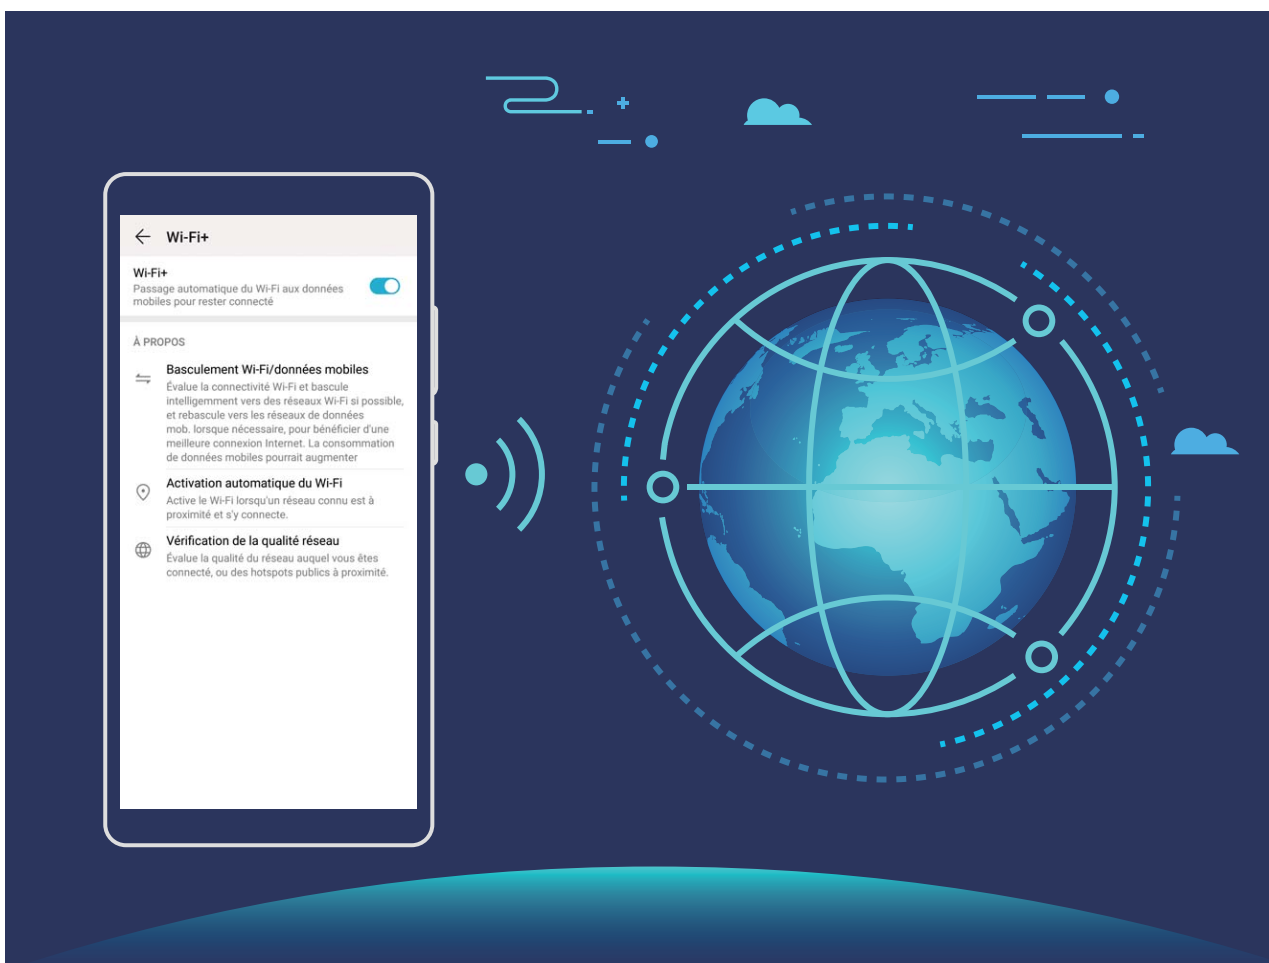 Wi-Fi+
Wi-Fi+
Passage automatique du Wi-Fi aux données
mobiles pour rester connecté
À PROPOS
Basculement Wi-Fi/données mobiles
Évalue la connectivité Wi-Fi et bascule
intelligemment vers des réseaux Wi-Fi si possible,
et rebascule vers les réseaux de données
mob. lorsque nécessaire, pour bénéficier d'une
meilleure connexion Internet. La consommation
de données mobiles pourrait augmenter
Activation automatique du Wi-Fi
Active le Wi-Fi lorsqu'un réseau connu est à
proximité et s'y connecte.
Vérification de la qualité réseau
Évalue la qualité du réseau auquel vous êtes
connecté, ou des hotspots publics à proximité.